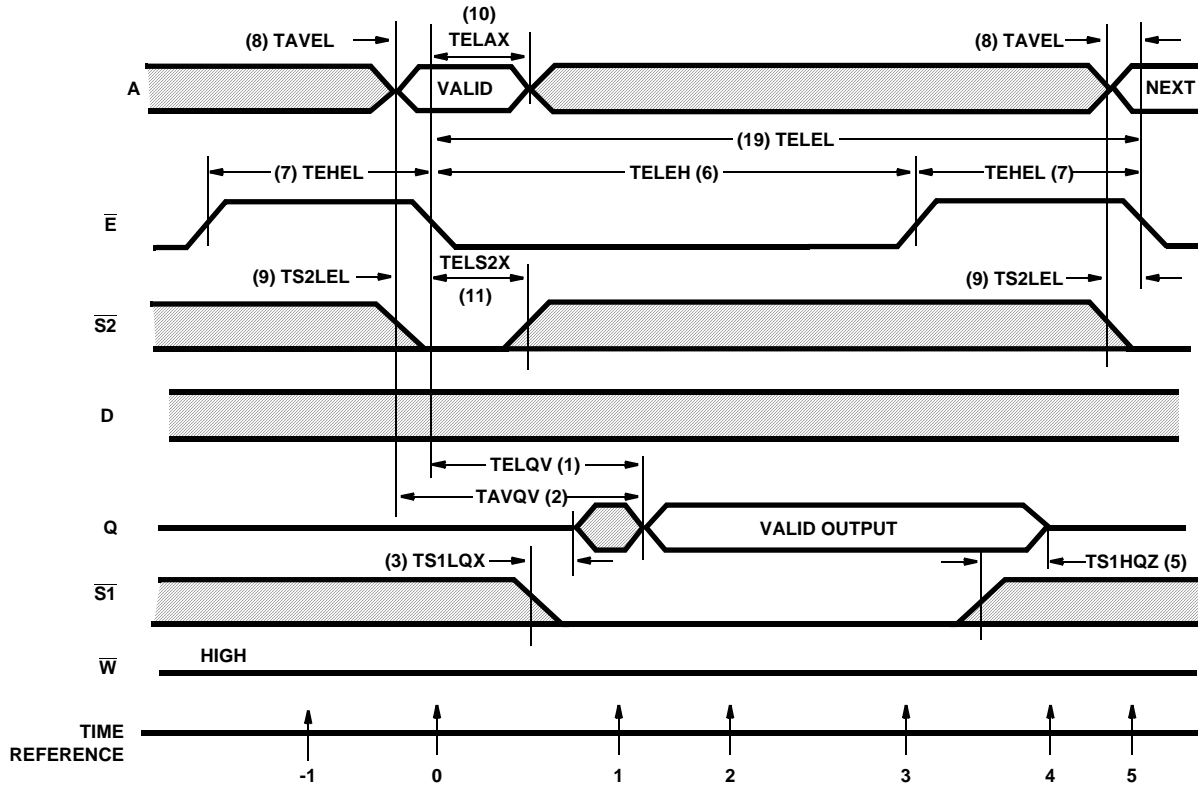 (10)
(8) TAVEL TELAX (8) TAVEL
A VALID NEXT
(19) TELEL
(7) TEHEL TELEH (6) TEHEL (7)
E
(9) TS2LEL TELS2X (9) TS2LEL
(11)
S2
D
TELQV (1)
TAVQV (2)
Q VALID OUTPUT
(3) TS1LQX TS1HQZ (5)
S1
HIGH
W
TIME
REFERENCE
-1 0 1 2 3 4 5